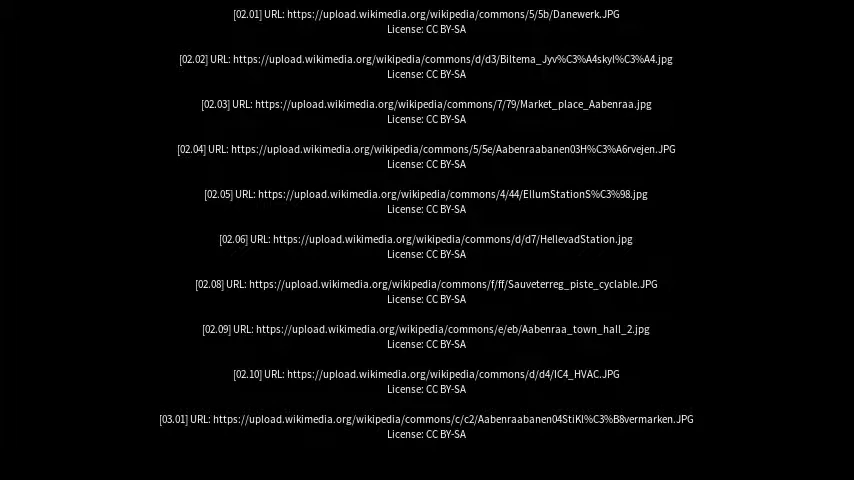 [02.01] URL: https://upload.wikimedia.org/wikipedia/commons/5/5b/Danewerk.JPG
License: CC BY-SA
[02.02] URL: https://upload.wikimedia.org/wikipedia/commons/d/d3/Biltema_Jyv%C3%A4skyl%C3%A4.jpg
License: CC BY-SA
[02.03] URL: https://upload.wikimedia.org/wikipedia/commons/7/79/Market_place_Aabenraa.jpg
License: CC BY-SA
[02.04] URL: https://upload.wikimedia.org/wikipedia/commons/5/5e/Aabenraabanen03H%C3%A6rvejen.JPG
License: CC BY-SA
[02.05] URL: https://upload.wikimedia.org/wikipedia/commons/4/44/EllumStationS%C3%98.jpg
License: CC BY-SA
[02.06] URL: https://upload.wikimedia.org/wikipedia/commons/d/d7/HellevadStation.jpg
License: CC BY-SA
[02.08] URL: https://upload.wikimedia.org/wikipedia/commons/f/ff/Sauveterreg_piste_cyclable.JPG
License: CC BY-SA
[02.09] URL: https://upload.wikimedia.org/wikipedia/commons/e/eb/Aabenraa_town_hall_2.jpg
License: CC BY-SA
[02.10] URL: https://upload.wikimedia.org/wikipedia/commons/d/d4/IC4_HVAC.JPG
License: CC BY-SA
[03.01] URL: https://upload.wikimedia.org/wikipedia/commons/c/c2/Aabenraabanen04StiKl%C3%B8vermarken.JPG
License: CC BY-SA